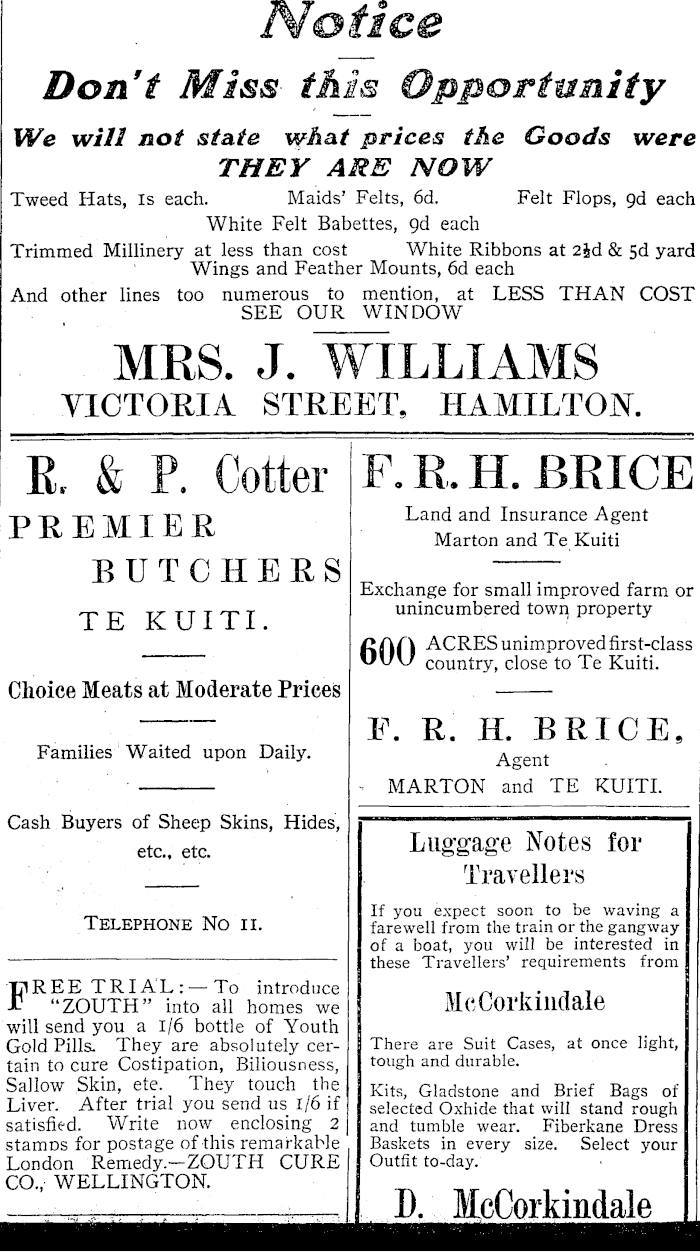 Notice
Don't Miss this Opportunity
We will not state what prices the Goods were
THEY ARE NOW
Tweed Hats, 1s each. Maids' Felts, 6d. Felt Flops, 9d each
White Felt Babettes, 9d each
Trimmed Millinery at less than cost White Ribbons at 2½d & 5d yard
Wings and Feather Mounts, 6d each
And other lines too numerous to mention, at LESS THAN COST
SEE OUR WINDOW
MRS. J. WILLIAMS
VICTORIA STREET, HAMILTON.
R. & P. Cotter
PREMIER
BUTCHERS
TE KUITI.
Choice Meats at Moderate Prices
Families Waited upon Daily.
Cash Buyers of Sheep Skins, Hides,
etc., etc.
TELEPHONE NO 11.
FREE TRIAL:—To introduce
"ZOUTH" into all homes we
will send you a 1/6 bottle of Youth
Gold Pills. They are absolutely cer-
tain to cure Costipation, Biliousness,
Sallow Skin, ete. They touch the
Liver. After trial you send us 1/6 if
satisfied. Write now enclosing 2
stamps for postage of this remarkable
London Remedy.—ZOUTH CURE
CO., WELLINGTON.
F. R. H. BRICE
Land and Insurance Agent
Marton and Te Kuiti
Exchange for small improved farm or
unincumbered town property
600 ACRES unimproved first-class
country, close to Te Kuiti.
F. R. H. BRICE,
Agent
MARTON and TE KUITI.
Luggage Notes for
Travellers
If you expect soon to be waving a
farewell from the train or the gangway
of a boat, you will be interested in
these Travellers' requirements from
McCorkindale
There are Suit Cases, at once light,
tough and durable.
Kits, Gladstone and Brief Bags of
selected Oxhide that will stand rough
and tumble wear. Fiberkane Dress
Baskets in every size. Select your
Outfit to-day.
D. McCorkindale